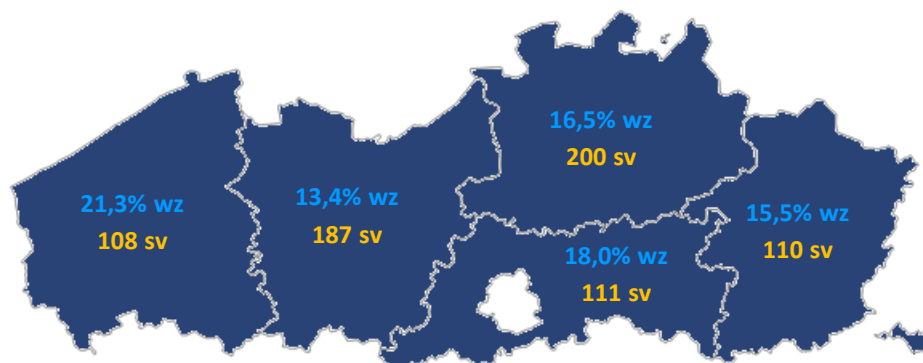 16,5% wz
200 sv
21,3% wz
108 sv
13,4% wz
187 sv
15,5% wz
110 sv
18,0% wz
111 sv